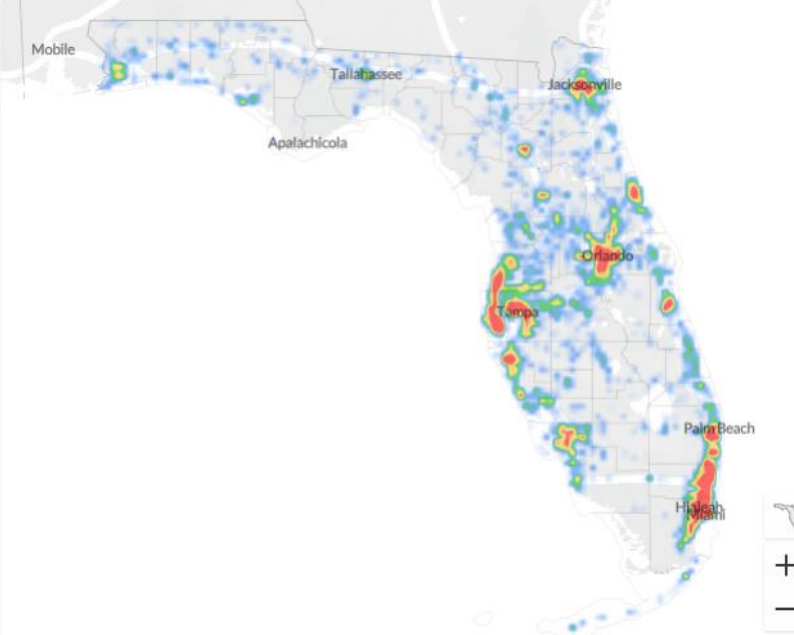 Mobile
Tallahassee
Jacksonville
Apalachicola
Orlando
Tampa
Palm Beach
Hialeah
Miami
+
−